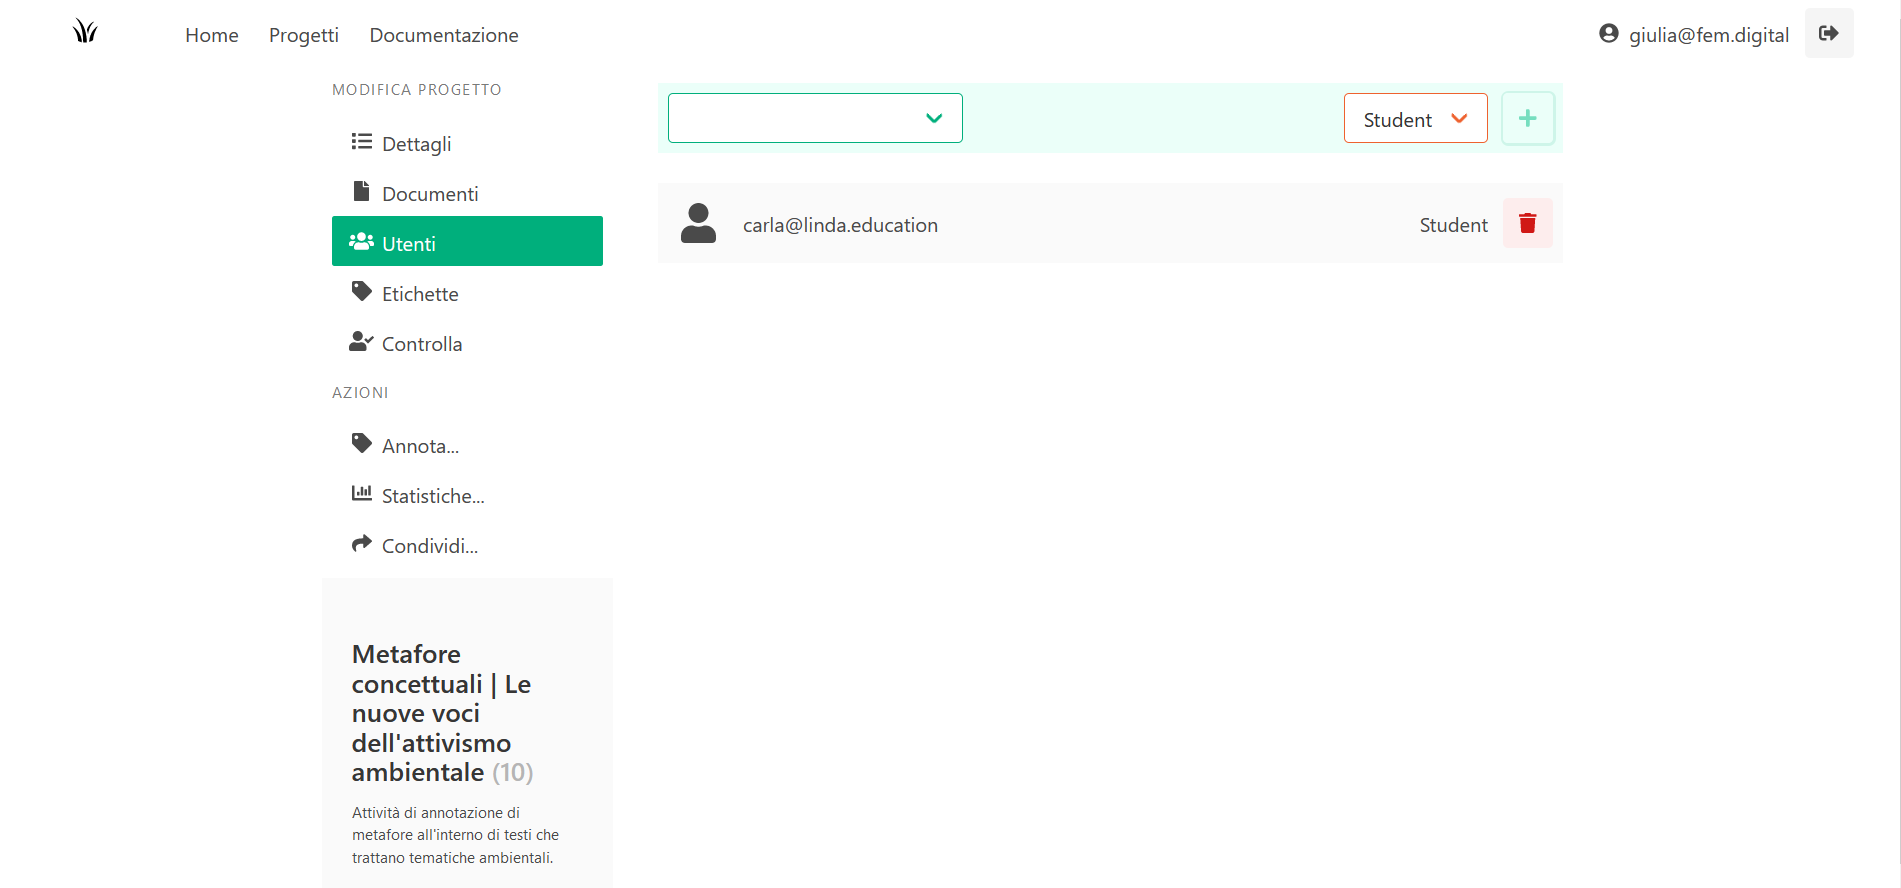 Home Progetti Documentazione giulia@fem.digital
MODIFICA PROGETTO
Dettagli
Documenti
Utenti
Etichette
Controlla
AZIONI
Annota...
Statistiche...
Condividi...
Metafore
concettuali | Le
nuove voci
dell'attivismo
ambientale (10)
Attività di annotazione di
metafore all'interno di testi che
trattano tematiche ambientali.
Student
carla@linda.education Student